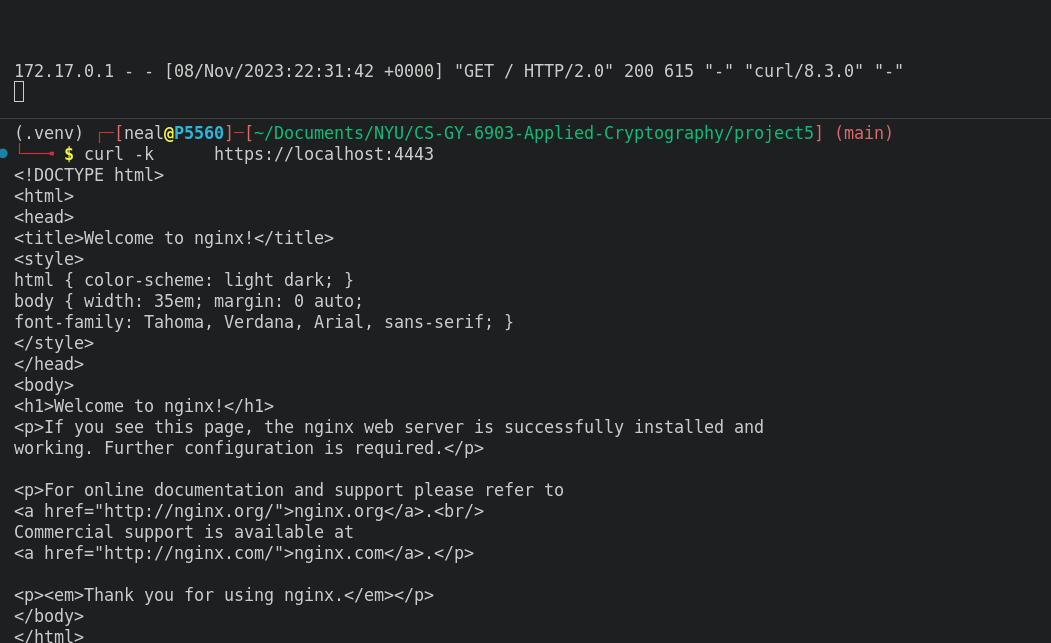 172.17.0.1 - - [08/Nov/2023:22:31:42 +0000] "GET / HTTP/2.0" 200 615 "-" "curl/8.3.0" "-"
(.venv) ┌─[neal@P5560]─[~/Documents/NYU/CS-GY-6903-Applied-Cryptography/project5] (main)
└──╼ $ curl -k      https://localhost:4443
<!DOCTYPE html>
<html>
<head>
<title>Welcome to nginx!</title>
<style>
html { color-scheme: light dark; }
body { width: 35em; margin: 0 auto;
font-family: Tahoma, Verdana, Arial, sans-serif; }
</style>
</head>
<body>
<h1>Welcome to nginx!</h1>
<p>If you see this page, the nginx web server is successfully installed and
working. Further configuration is required.</p>
<p>For online documentation and support please refer to
<a href="http://nginx.org/">nginx.org</a>.<br/>
Commercial support is available at
<a href="http://nginx.com/">nginx.com</a>.</p>
<p><em>Thank you for using nginx.</em></p>
</body>
</html>